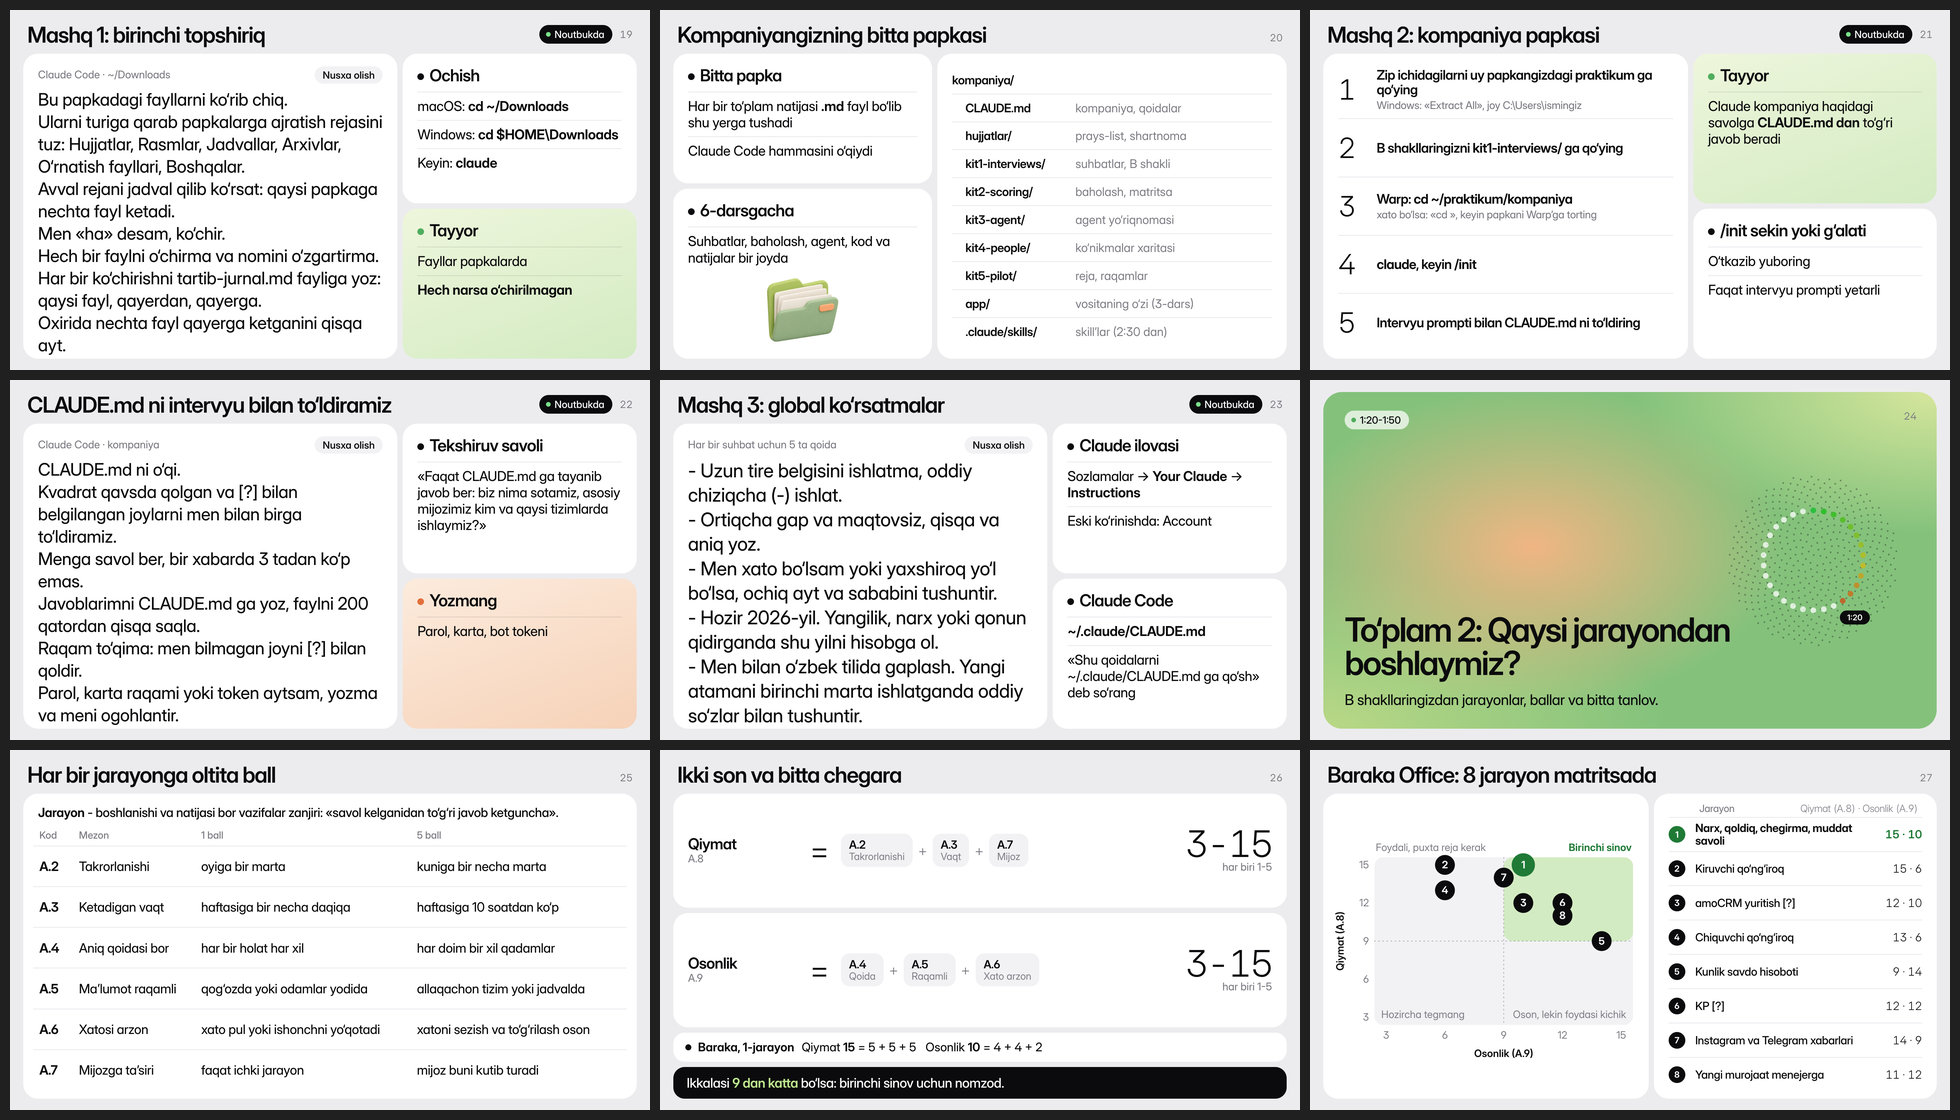 Mashq 1: birinchi topshiriq
Noutbukda
19
Claude Code · ~/Downloads
Nusxa olish
Bu papkadagi fayllarni ko‘rib chiq.
Ularni turiga qarab papkalarga ajratish rejasini
tuz: Hujjatlar, Rasmlar, Jadvallar, Arxivlar,
O‘rnatish fayllari, Boshqalar.
Avval rejani jadval qilib ko‘rsat: qaysi papkaga
nechta fayl ketadi.
Men «ha» desam, ko‘chir.
Hech bir faylni o‘chirma va nomini o‘zgartirma.
Har bir ko‘chirishni tartib-jurnal.md fayliga yoz:
qaysi fayl, qayerdan, qayerga.
Oxirida nechta fayl qayerga ketganini qisqa
ayt.
Ochish
macOS: cd ~/Downloads
Windows: cd $HOME\Downloads
Keyin: claude
Tayyor
Fayllar papkalarda
Hech narsa o‘chirilmagan
Kompaniyangizning bitta papkasi
20
Bitta papka
Har bir to‘plam natijasi .md fayl bo‘lib
shu yerga tushadi
Claude Code hammasini o‘qiydi
6-darsgacha
Suhbatlar, baholash, agent, kod va
natijalar bir joyda
kompaniya/
CLAUDE.md kompaniya, qoidalar
hujjatlar/ prays-list, shartnoma
kit1-interviews/ suhbatlar, B shakli
kit2-scoring/ baholash, matritsa
kit3-agent/ agent yo‘riqnomasi
kit4-people/ ko‘nikmalar xaritasi
kit5-pilot/ reja, raqamlar
app/ vositaning o‘zi (3-dars)
.claude/skills/ skill’lar (2:30 dan)
Mashq 2: kompaniya papkasi
Noutbukda
21
1
Zip ichidagilarni uy papkangizdagi praktikum ga
qo‘ying
Windows: «Extract All», joy C:\Users\ismingiz
2
B shakllaringizni kit1-interviews/ ga qo‘ying
3
Warp: cd ~/praktikum/kompaniya
xato bo‘lsa: «cd », keyin papkani Warp’ga torting
4
claude, keyin /init
5
Intervyu prompti bilan CLAUDE.md ni to‘ldiring
Tayyor
Claude kompaniya haqidagi
savolga CLAUDE.md dan to‘g‘ri
javob beradi
/init sekin yoki g‘alati
O‘tkazib yuboring
Faqat intervyu prompti yetarli
CLAUDE.md ni intervyu bilan to‘ldiramiz
Noutbukda
22
Claude Code · kompaniya
Nusxa olish
CLAUDE.md ni o‘qi.
Kvadrat qavsda qolgan va [?] bilan
belgilangan joylarni men bilan birga
to‘ldiramiz.
Menga savol ber, bir xabarda 3 tadan ko‘p
emas.
Javoblarimni CLAUDE.md ga yoz, faylni 200
qatordan qisqa saqla.
Raqam to‘qima: men bilmagan joyni [?] bilan
qoldir.
Parol, karta raqami yoki token aytsam, yozma
va meni ogohlantir.
Tekshiruv savoli
«Faqat CLAUDE.md ga tayanib
javob ber: biz nima sotamiz, asosiy
mijozimiz kim va qaysi tizimlarda
ishlaymiz?»
Yozmang
Parol, karta, bot tokeni
Mashq 3: global ko‘rsatmalar
Noutbukda
23
Har bir suhbat uchun 5 ta qoida
Nusxa olish
- Uzun tire belgisini ishlatma, oddiy
chiziqcha (-) ishlat.
- Ortiqcha gap va maqtovsiz, qisqa va
aniq yoz.
- Men xato bo‘lsam yoki yaxshiroq yo‘l
bo‘lsa, ochiq ayt va sababini tushuntir.
- Hozir 2026-yil. Yangilik, narx yoki qonun
qidirganda shu yilni hisobga ol.
- Men bilan o‘zbek tilida gaplash. Yangi
atamani birinchi marta ishlatganda oddiy
so‘zlar bilan tushuntir.
Claude ilovasi
Sozlamalar → Your Claude →
Instructions
Eski ko‘rinishda: Account
Claude Code
~/.claude/CLAUDE.md
«Shu qoidalarni
~/.claude/CLAUDE.md ga qo‘sh»
deb so‘rang
1:20-1:50
24
1:20
To‘plam 2: Qaysi jarayondan
boshlaymiz?
B shakllaringizdan jarayonlar, ballar va bitta tanlov.
Har bir jarayonga oltita ball
25
Jarayon - boshlanishi va natijasi bor vazifalar zanjiri: «savol kelganidan to‘g‘ri javob ketguncha».
Kod Mezon 1 ball 5 ball
A.2 Takrorlanishi oyiga bir marta kuniga bir necha marta
A.3 Ketadigan vaqt haftasiga bir necha daqiqa haftasiga 10 soatdan ko‘p
A.4 Aniq qoidasi bor har bir holat har xil har doim bir xil qadamlar
A.5 Ma’lumot raqamli qog‘ozda yoki odamlar yodida allaqachon tizim yoki jadvalda
A.6 Xatosi arzon xato pul yoki ishonchni yo‘qotadi xatoni sezish va to‘g‘rilash oson
A.7 Mijozga ta’siri faqat ichki jarayon mijoz buni kutib turadi
Ikki son va bitta chegara
26
Qiymat
A.8
=
A.2 + A.3 + A.7
Takrorlanishi Vaqt Mijoz
3-15
har biri 1-5
Osonlik
A.9
=
A.4 + A.5 + A.6
Qoida Raqamli Xato arzon
3-15
har biri 1-5
Baraka, 1-jarayon Qiymat 15 = 5 + 5 + 5 Osonlik 10 = 4 + 4 + 2
Ikkalasi 9 dan katta bo‘lsa: birinchi sinov uchun nomzod.
Baraka Office: 8 jarayon matritsada
27
Foydali, puxta reja kerak
Birinchi sinov
15
12
9
6
3
Qiymat (A.8)
2
1
7
4
3
6
8
5
Hozircha tegmang
Oson, lekin foydasi kichik
3 6 9 12 15
Osonlik (A.9)
Jarayon Qiymat (A.8) · Osonlik (A.9)
1 Narx, qoldiq, chegirma, muddat
savoli 15 · 10
2 Kiruvchi qo‘ng‘iroq 15 · 6
3 amoCRM yuritish [?] 12 · 10
4 Chiquvchi qo‘ng‘iroq 13 · 6
5 Kunlik savdo hisoboti 9 · 14
6 KP [?] 12 · 12
7 Instagram va Telegram xabarlari 14 · 9
8 Yangi murojaat menejerga 11 · 12